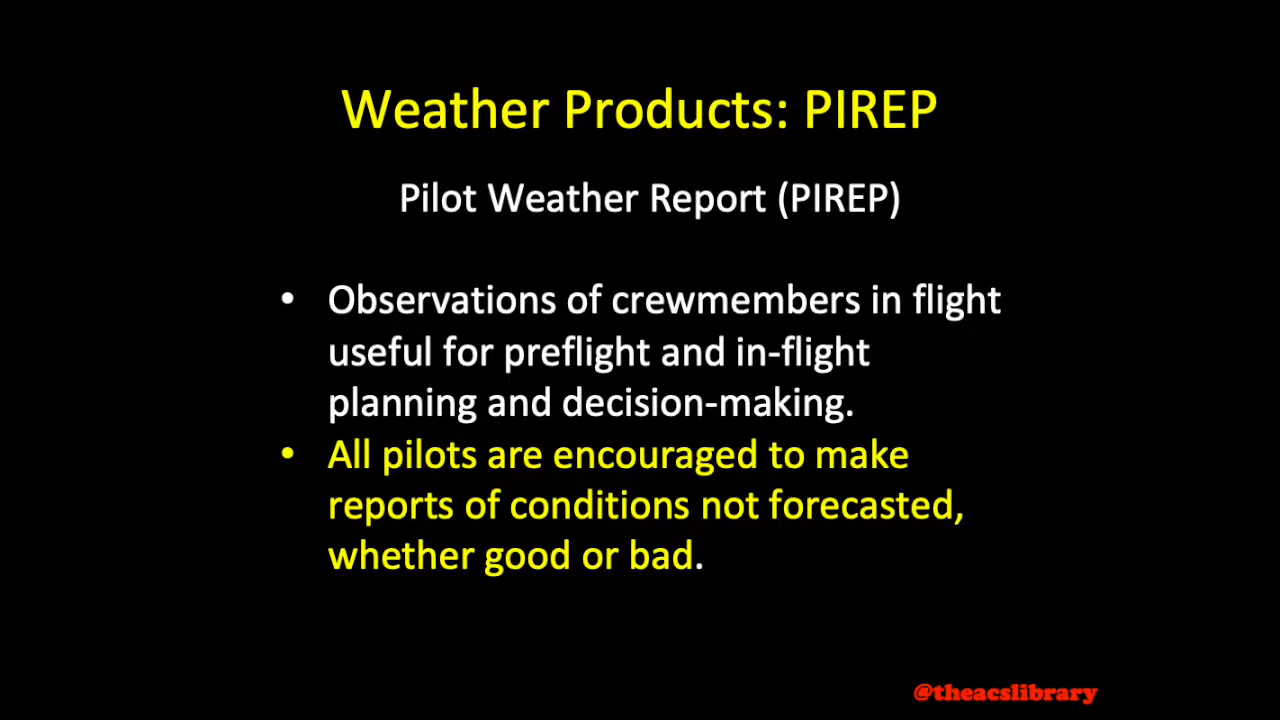 Weather Products: PIREP
Pilot Weather Report (PIREP)
• Observations of crewmembers in flight
useful for preflight and in-flight
planning and decision-making.
• All pilots are encouraged to make
reports of conditions not forecasted,
whether good or bad.
@theacslibrary